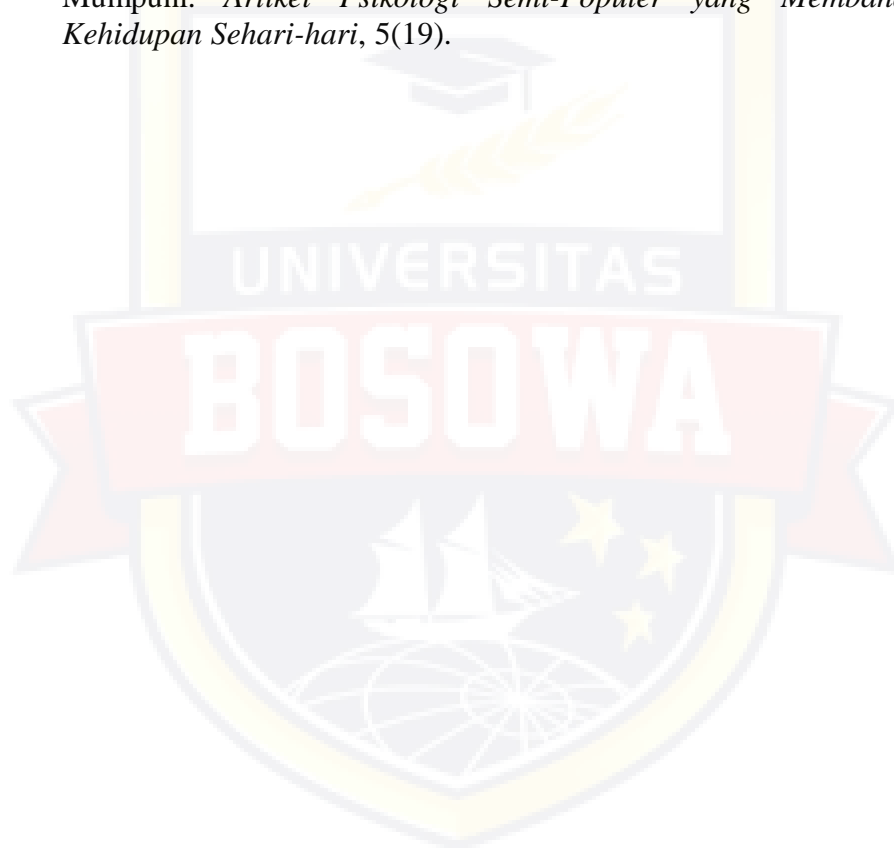 Mumpuni. Artikel Psikologi Semi-Populer yang Memban
Kehidupan Sehari-hari, 5(19).
UNIVERSITAS
BOSOWA